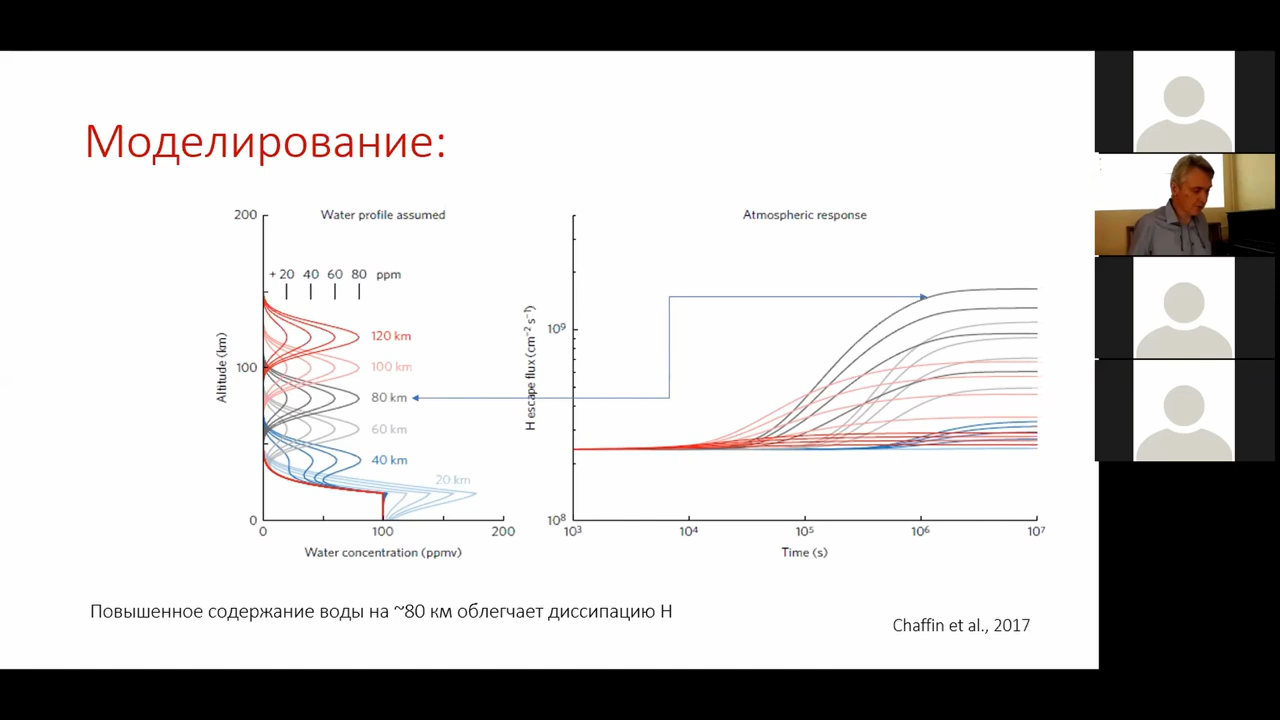 Моделирование:
Water profile assumed
Atmospheric response
200
100
0
Altitude (km)
+ 20 40 60 80 ppm
120 km
100 km
80 km
60 km
40 km
20 km
0 100 200
Water concentration (ppmv)
H escape flux (cm⁻² s⁻¹)
10⁹
10⁸
10³ 10⁴ 10⁵ 10⁶ 10⁷
Time (s)
Повышенное содержание воды на ~80 км облегчает диссипацию H
Chaffin et al., 2017